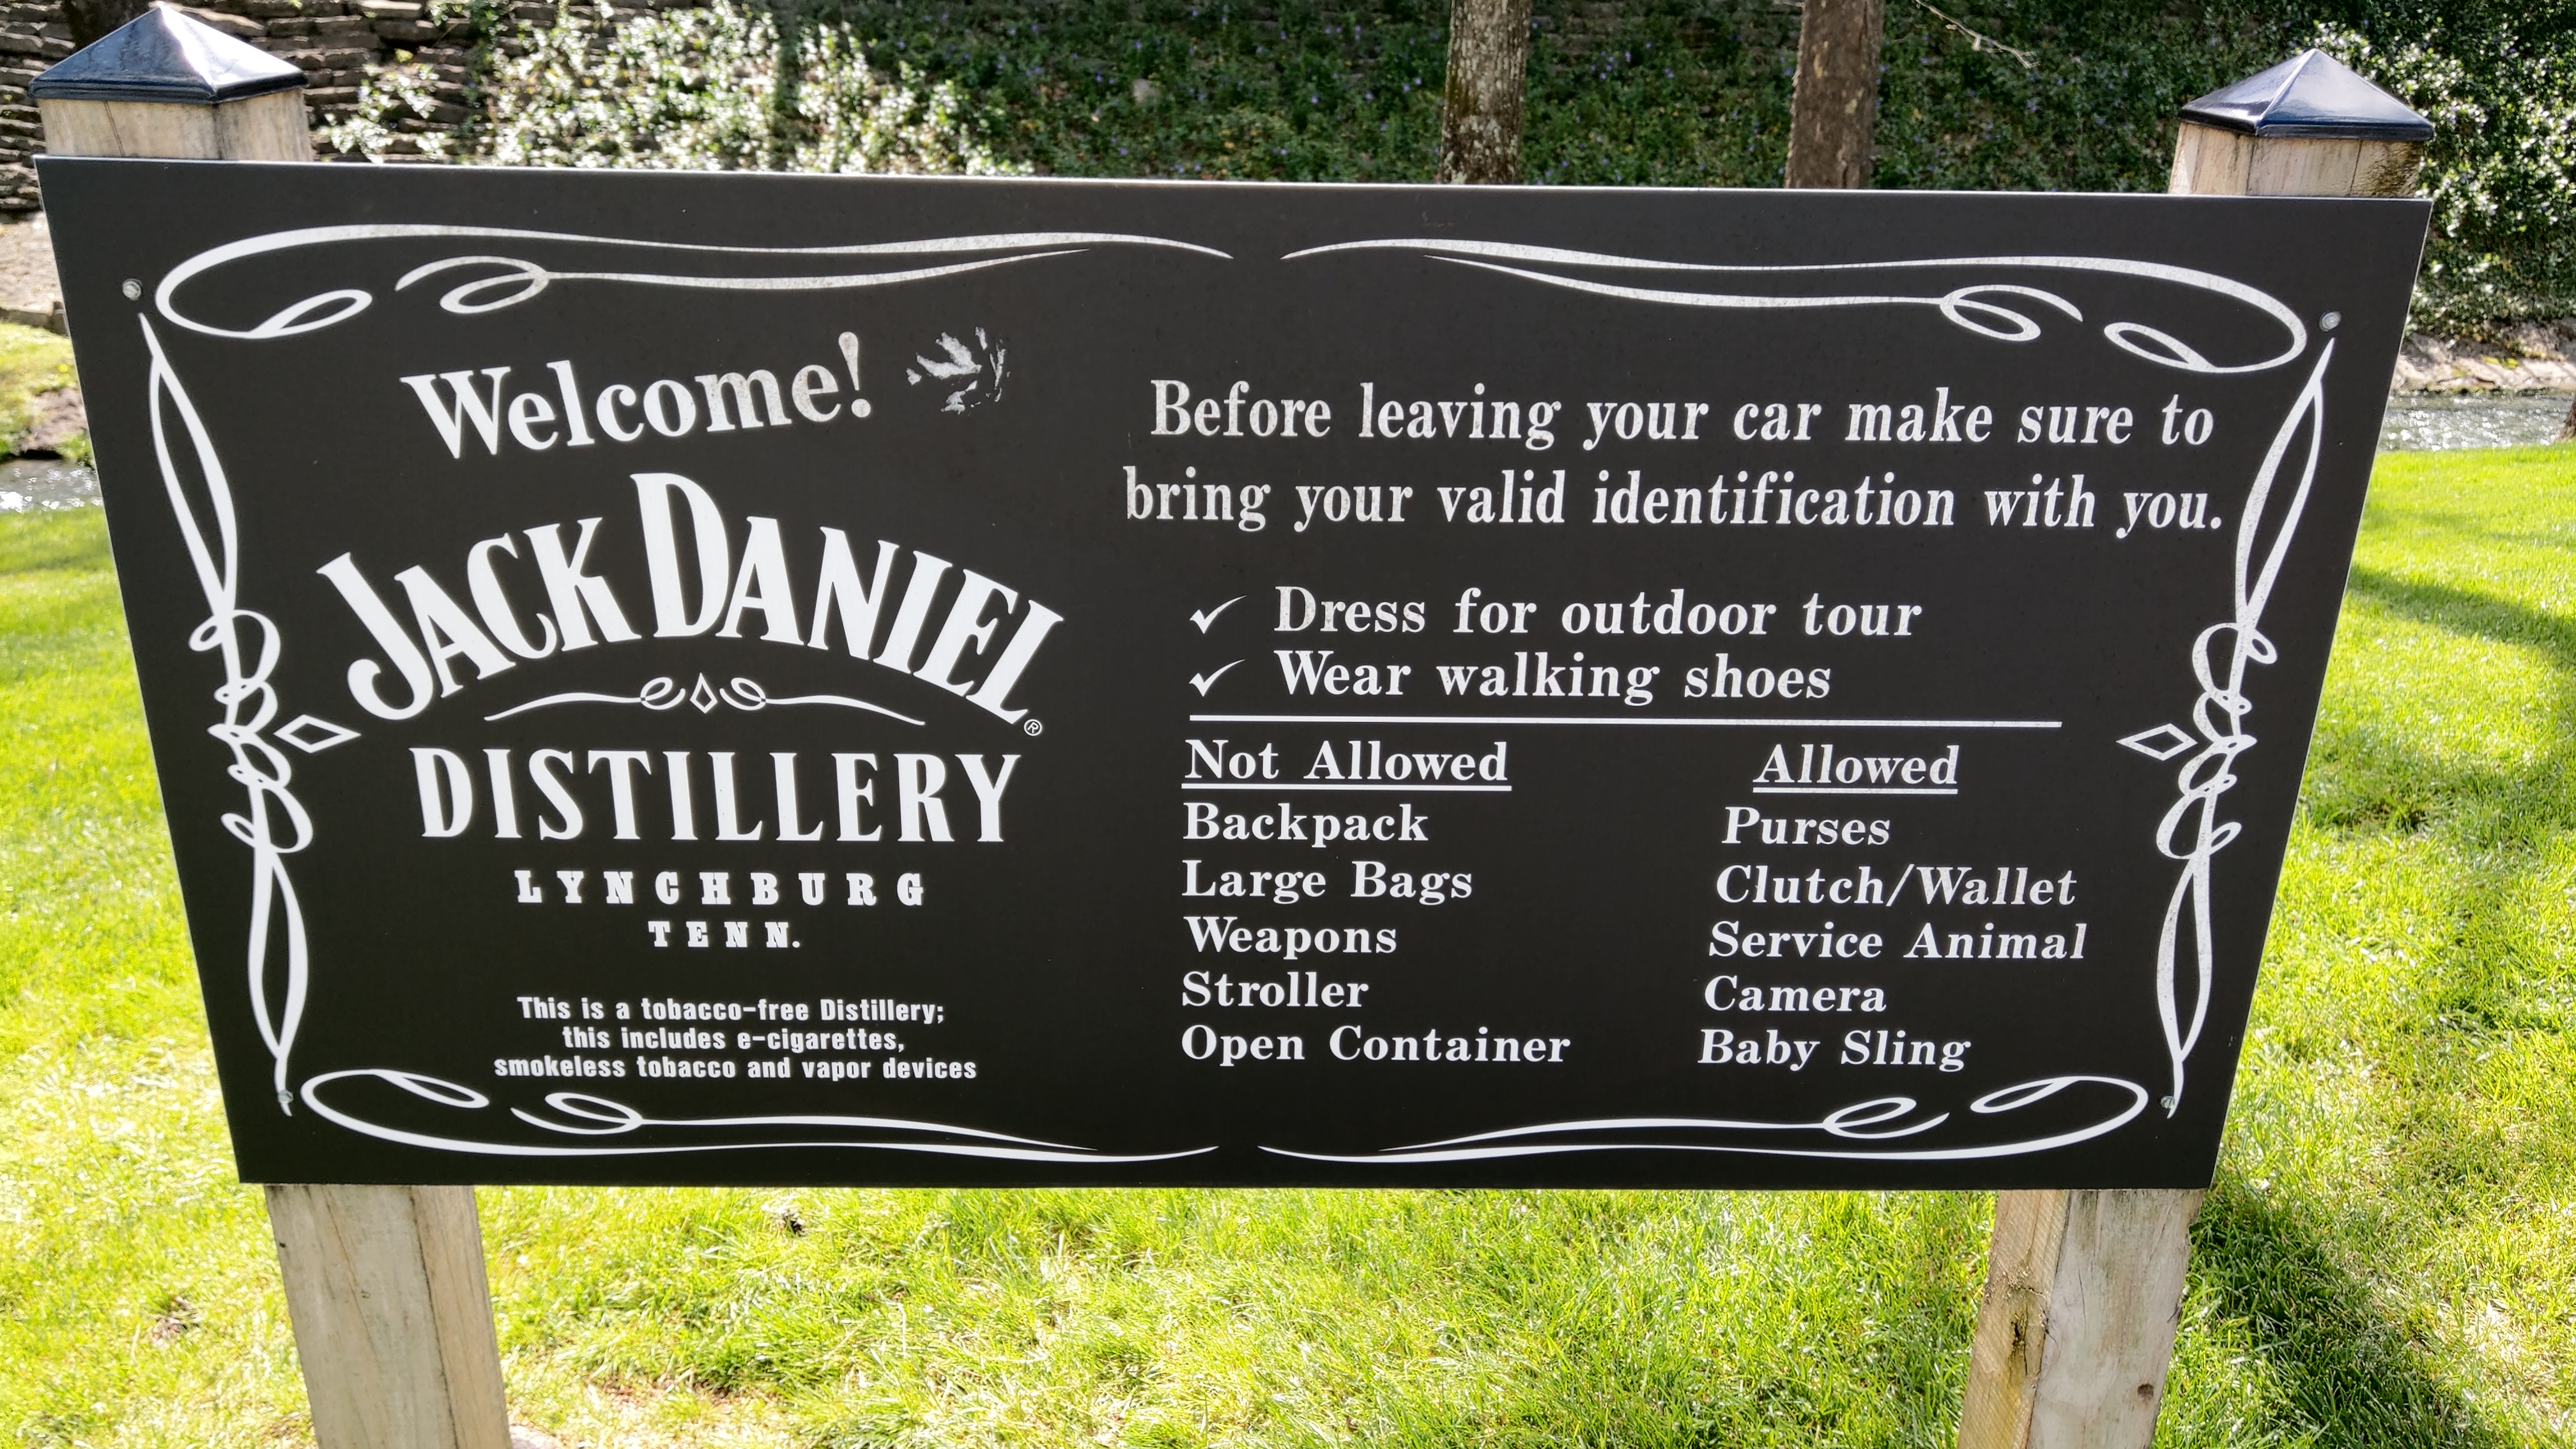 Welcome!
JACK DANIEL®
DISTILLERY
LYNCHBURG
TENN.
This is a tobacco-free Distillery;
this includes e-cigarettes,
smokeless tobacco and vapor devices
Before leaving your car make sure to
bring your valid identification with you.
✓ Dress for outdoor tour
✓ Wear walking shoes
Not Allowed
Backpack
Large Bags
Weapons
Stroller
Open Container
Allowed
Purses
Clutch/Wallet
Service Animal
Camera
Baby Sling